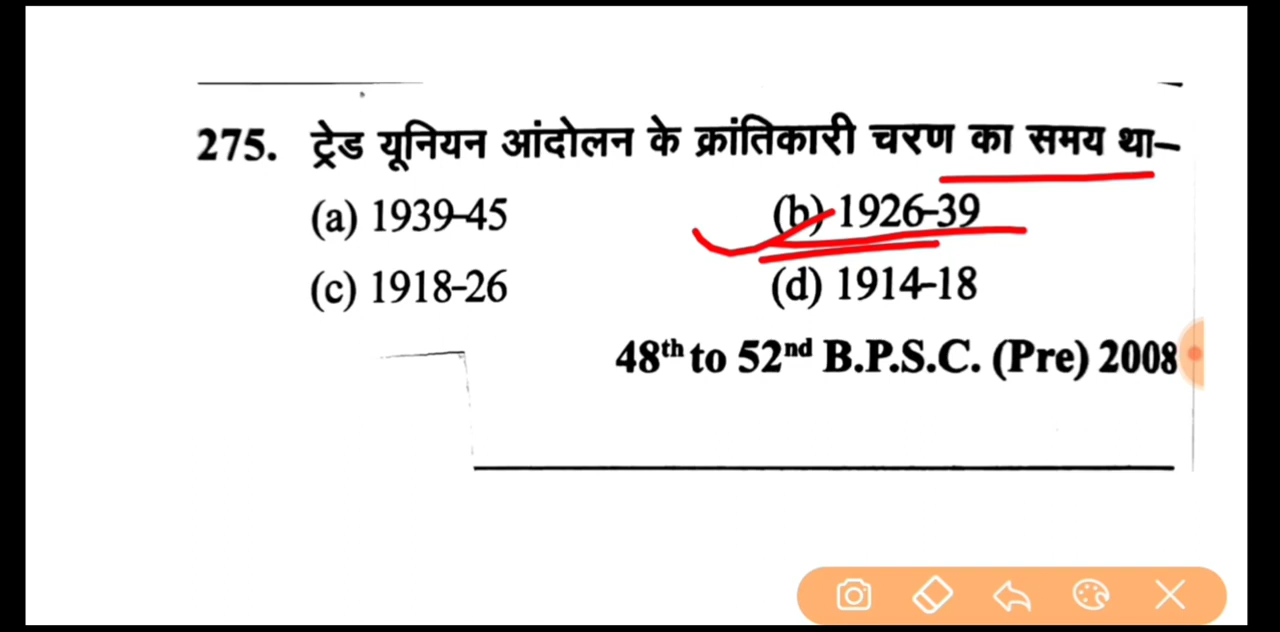 275. ट्रेड यूनियन आंदोलन के क्रांतिकारी चरण का समय था–
(a) 1939-45 (b) 1926-39
(c) 1918-26 (d) 1914-18
48th to 52nd B.P.S.C. (Pre) 2008